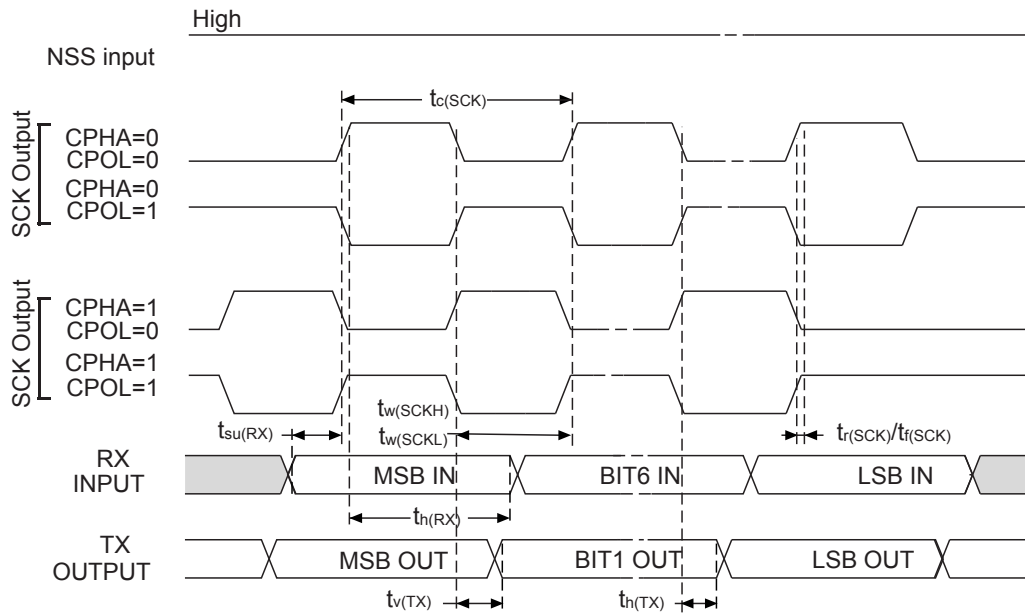 High
NSS input
tc(SCK)
SCK Output
CPHA=0
CPOL=0
CPHA=0
CPOL=1
SCK Output
CPHA=1
CPOL=0
CPHA=1
CPOL=1
tw(SCKH)
tw(SCKL)
tsu(RX)
tr(SCK)/tf(SCK)
RX
INPUT
MSB IN
BIT6 IN
LSB IN
th(RX)
TX
OUTPUT
MSB OUT
BIT1 OUT
LSB OUT
tv(TX)
th(TX)